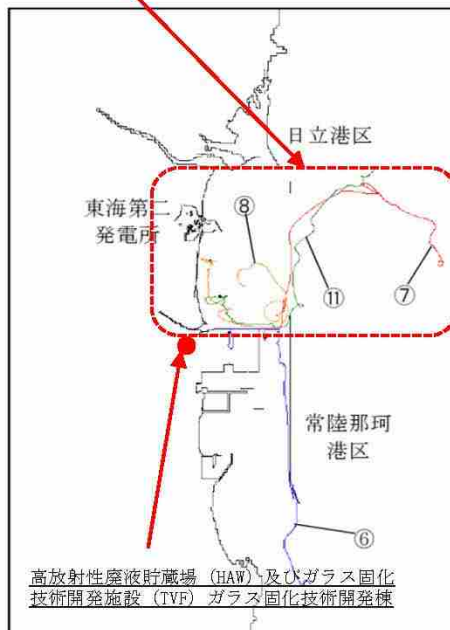 日立港区
東海第二
発電所
⑧
⑪
⑦
常陸那珂
港区
⑥
高放射性廃液貯蔵場 (HAW) 及びガラス固化
技術開発施設 (TVF) ガラス固化技術開発棟